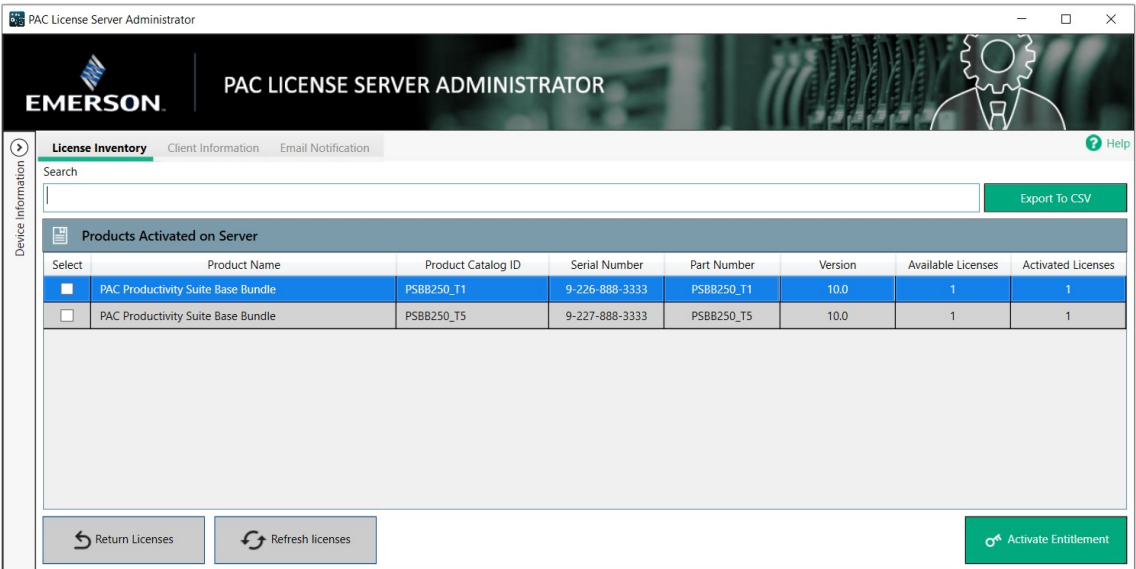 PAC License Server Administrator
EMERSON
PAC LICENSE SERVER ADMINISTRATOR
Device Information
License Inventory Client Information Email Notification Help
Search
Export To CSV
Products Activated on Server
Select Product Name Product Catalog ID Serial Number Part Number Version Available Licenses Activated Licenses
PAC Productivity Suite Base Bundle PSBB250_T1 9-226-888-3333 PSBB250_T1 10.0 1 1
PAC Productivity Suite Base Bundle PSBB250_T5 9-227-888-3333 PSBB250_T5 10.0 1 1
Return Licenses Refresh licenses Activate Entitlement